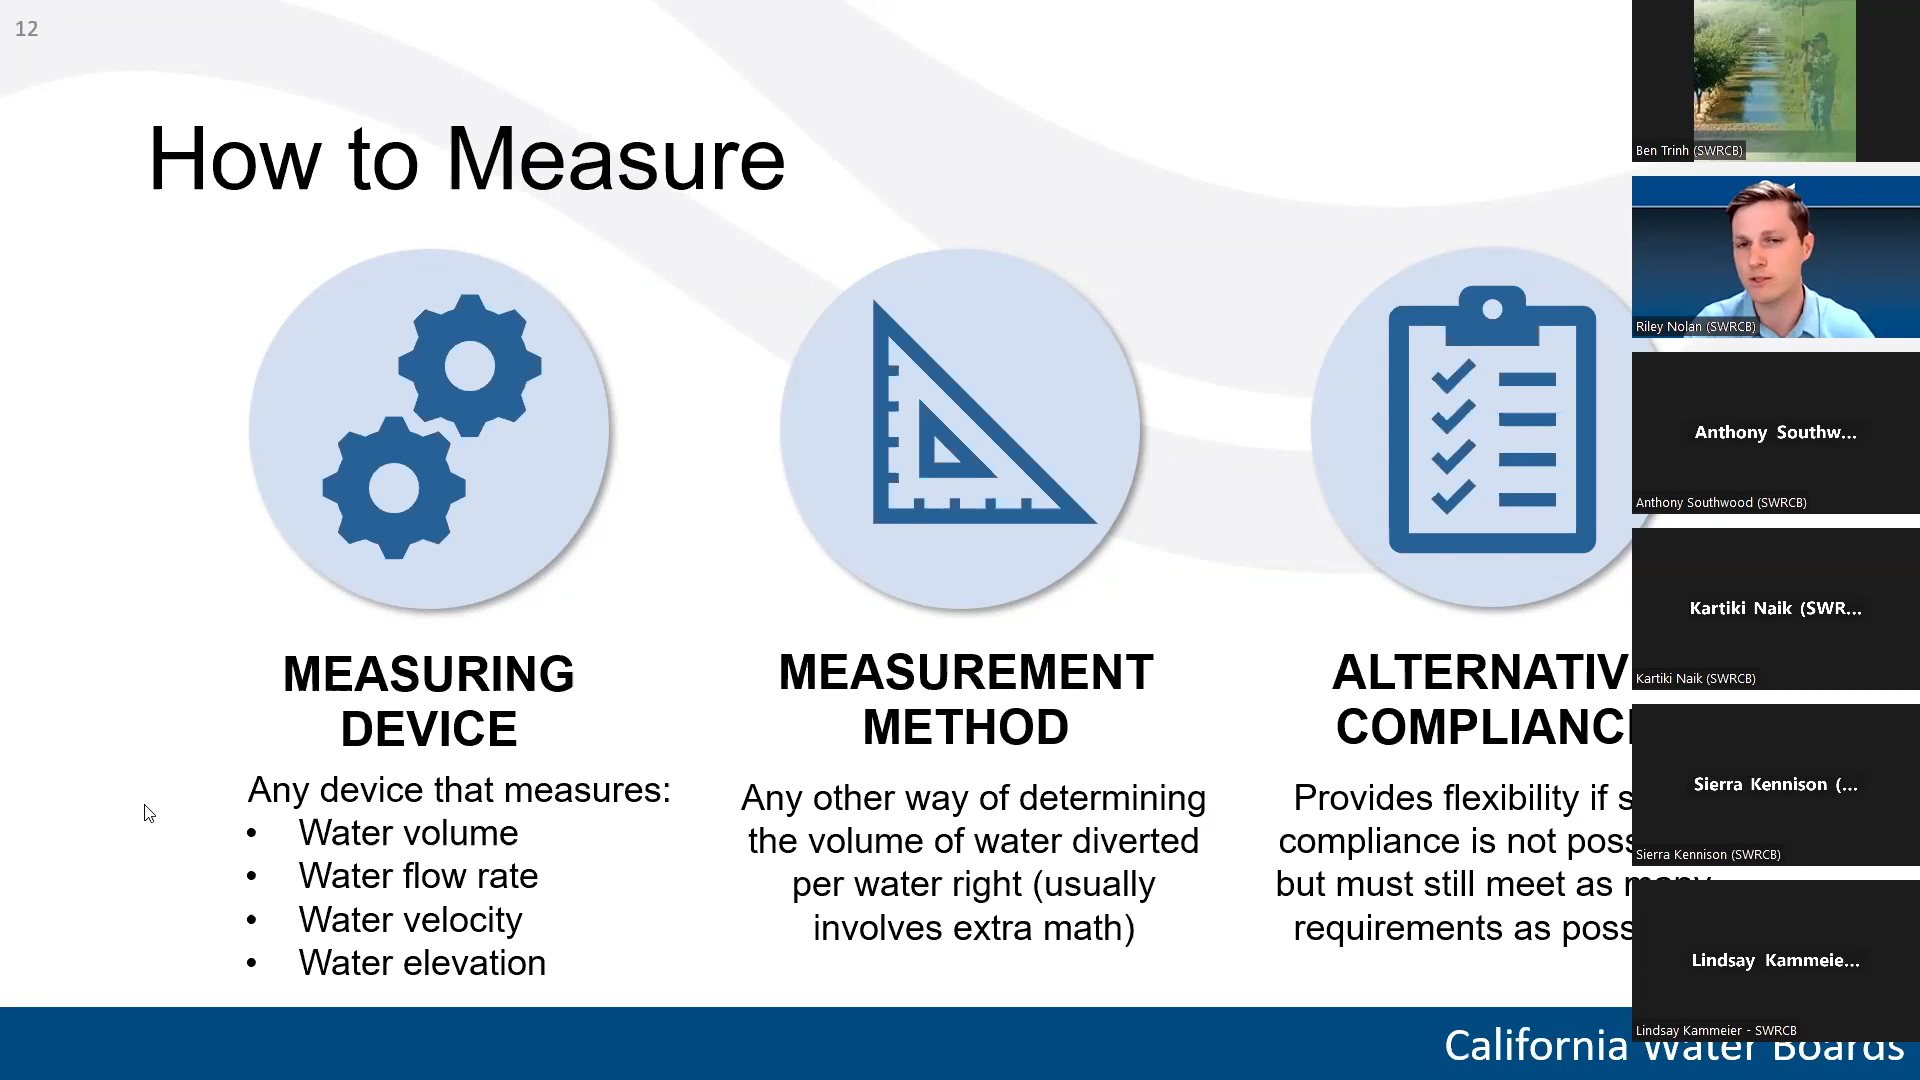 12
How to Measure
MEASURING
DEVICE
Any device that measures:
• Water volume
• Water flow rate
• Water velocity
• Water elevation
MEASUREMENT
METHOD
Any other way of determining
the volume of water diverted
per water right (usually
involves extra math)
ALTERNATIV
COMPLIANC
Provides flexibility if s
compliance is not poss
but must still meet as many
requirements as poss
California Water Boards
Ben Trinh (SWRCB)
Riley Nolan (SWRCB)
Anthony Southw...
Anthony Southwood (SWRCB)
Kartiki Naik (SWR...
Kartiki Naik (SWRCB)
Sierra Kennison (...
Sierra Kennison (SWRCB)
Lindsay Kammeie...
Lindsay Kammeier - SWRCB